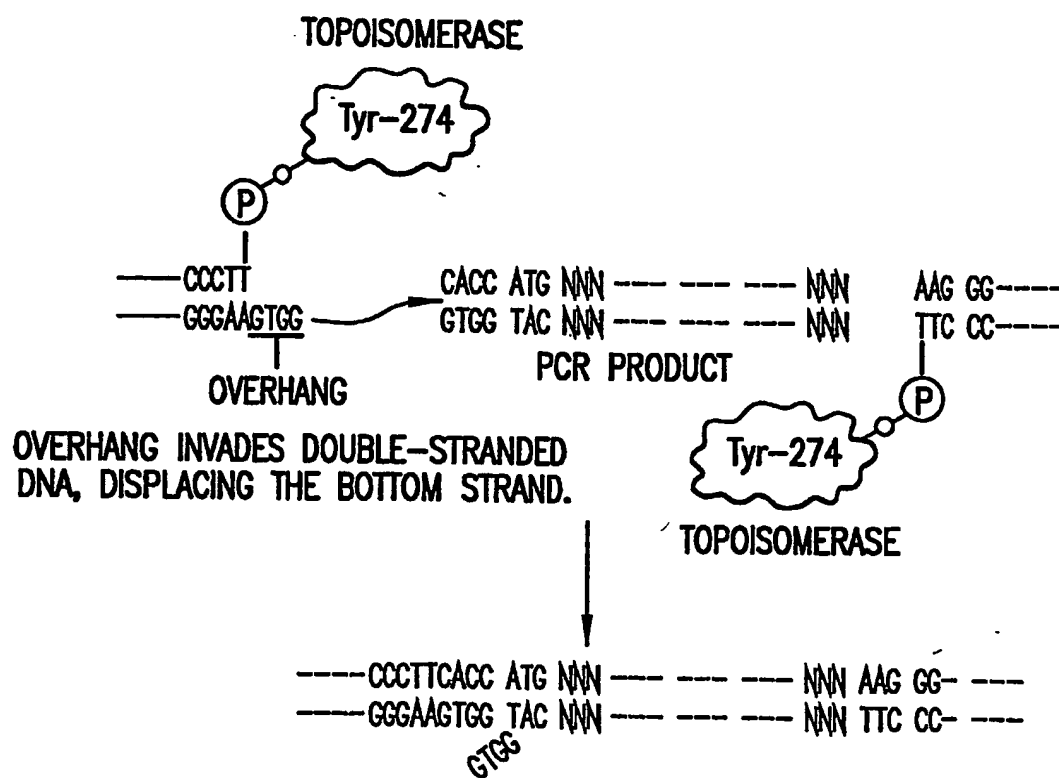 TOPOISOMERASE
Tyr-274
P
CCCTT
GGGAAGTGG
OVERHANG
CACC ATG NNN NNN AAG GG
GTGG TAC NNN NNN TTC CC
PCR PRODUCT
P
Tyr-274
TOPOISOMERASE
OVERHANG INVADES DOUBLE-STRANDED
DNA, DISPLACING THE BOTTOM STRAND.
CCCTTCACC ATG NNN NNN AAG GG
GGGAAGTGG TAC NNN NNN TTC CC
GTGG